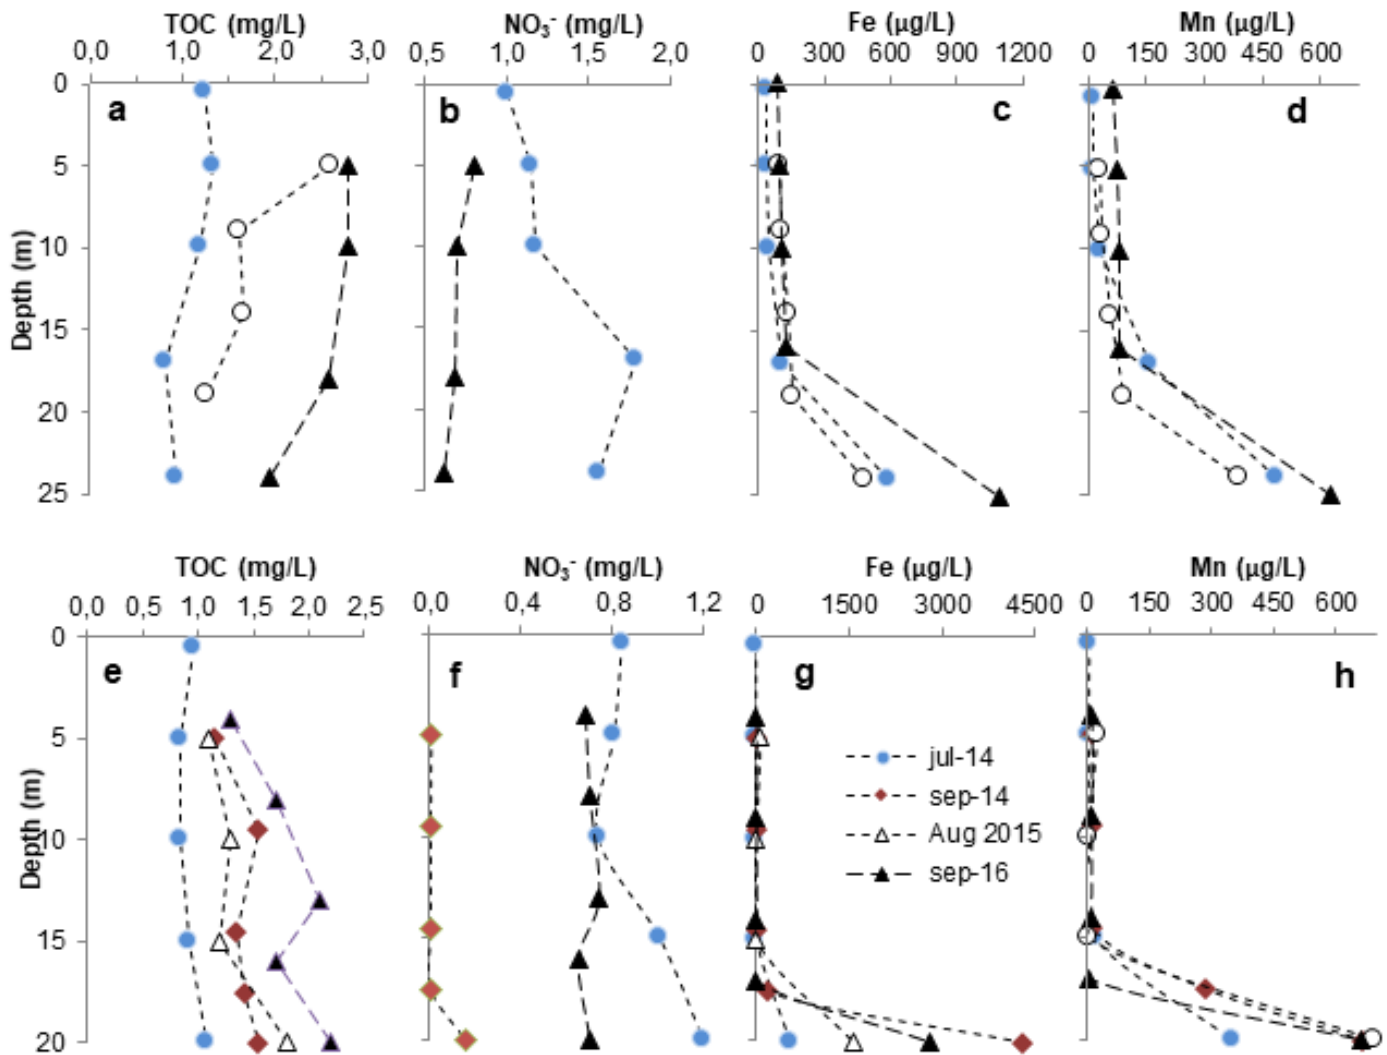 TOC (mg/L) NO₃⁻ (mg/L) Fe (µg/L) Mn (µg/L)
0,0 1,0 2,0 3,0 0,5 1,0 1,5 2,0 0 300 600 900 1200 0 150 300 450 600
0
a b c d
5
10
Depth (m)
15
20
25
TOC (mg/L) NO₃⁻ (mg/L) Fe (µg/L) Mn (µg/L)
0,0 0,5 1,0 1,5 2,0 2,5 0,0 0,4 0,8 1,2 0 1500 3000 4500 0 150 300 450 600
0
e f g h
5
jul-14
sep-14
10
Aug 2015
Depth (m)
sep-16
15
20